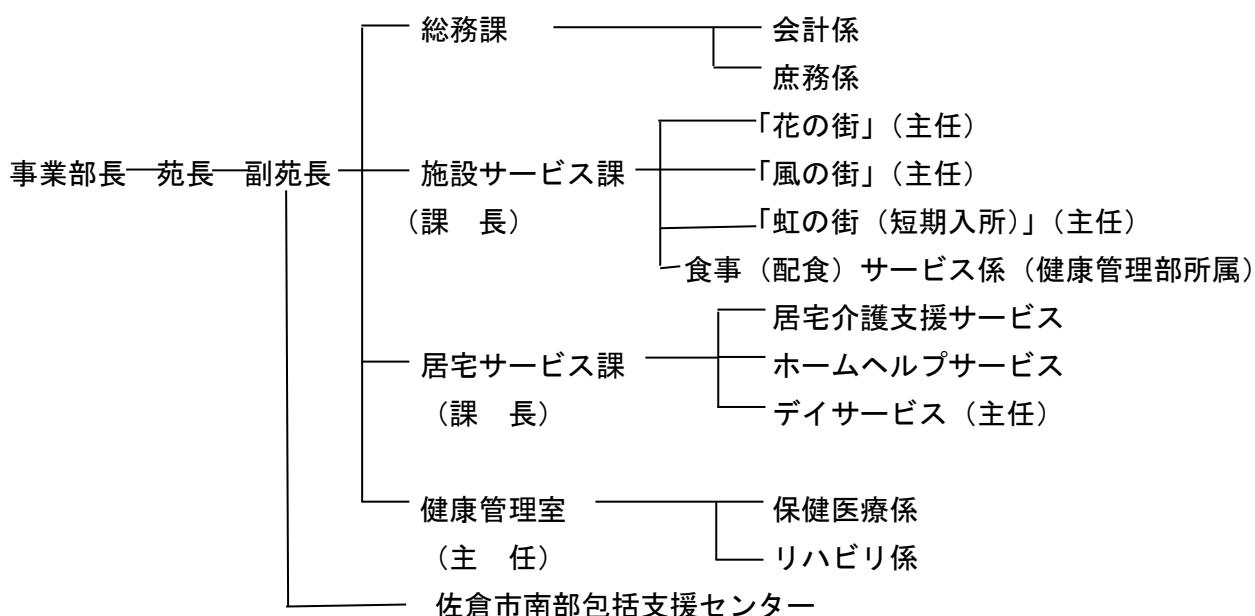 総務課 会計係
庶務係
「花の街」（主任）
事業部長 苑長 副苑長 施設サービス課 「風の街」（主任）
（課　長） 「虹の街（短期入所）」（主任）
食事（配食）サービス係（健康管理部所属）
居宅介護支援サービス
居宅サービス課 ホームヘルプサービス
（課　長） デイサービス（主任）
健康管理室 保健医療係
（主　任） リハビリ係
佐倉市南部包括支援センター